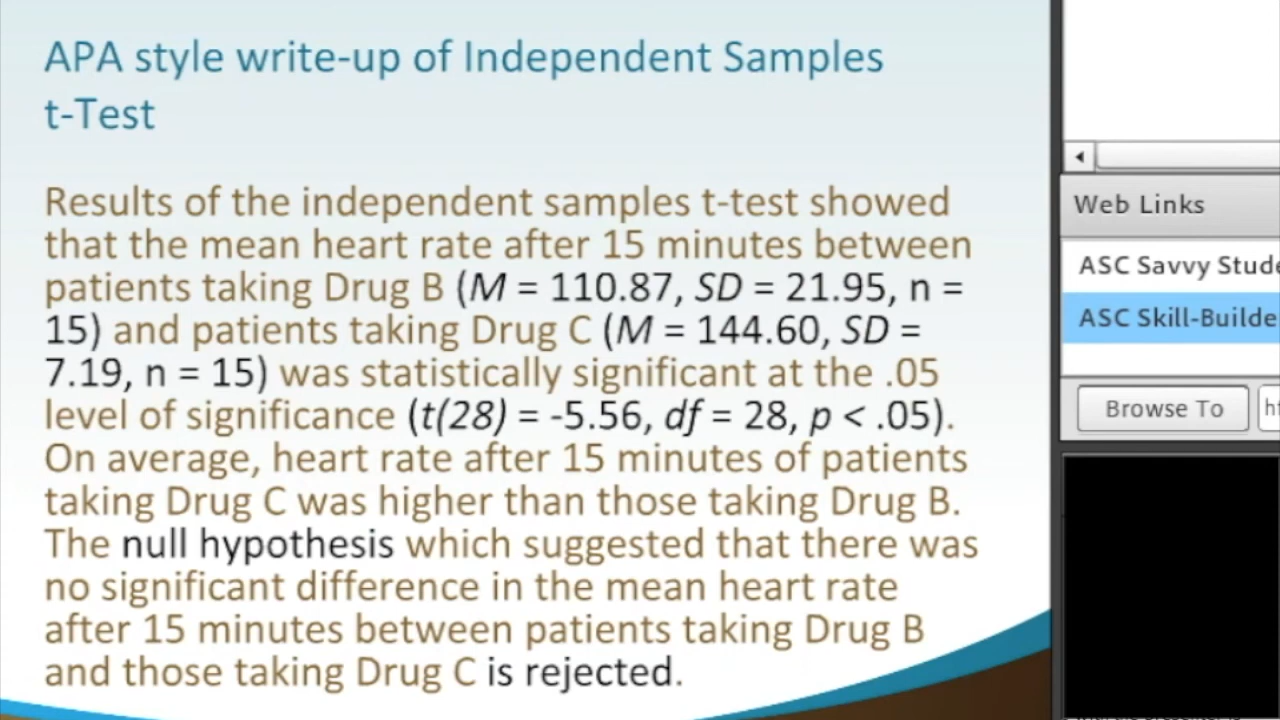 APA style write-up of Independent Samples
t-Test
Results of the independent samples t-test showed
that the mean heart rate after 15 minutes between
patients taking Drug B (M = 110.87, SD = 21.95, n =
15) and patients taking Drug C (M = 144.60, SD =
7.19, n = 15) was statistically significant at the .05
level of significance (t(28) = -5.56, df = 28, p < .05).
On average, heart rate after 15 minutes of patients
taking Drug C was higher than those taking Drug B.
The null hypothesis which suggested that there was
no significant difference in the mean heart rate
after 15 minutes between patients taking Drug B
and those taking Drug C is rejected.
Web Links
ASC Savvy Stude
ASC Skill-Builde
Browse To